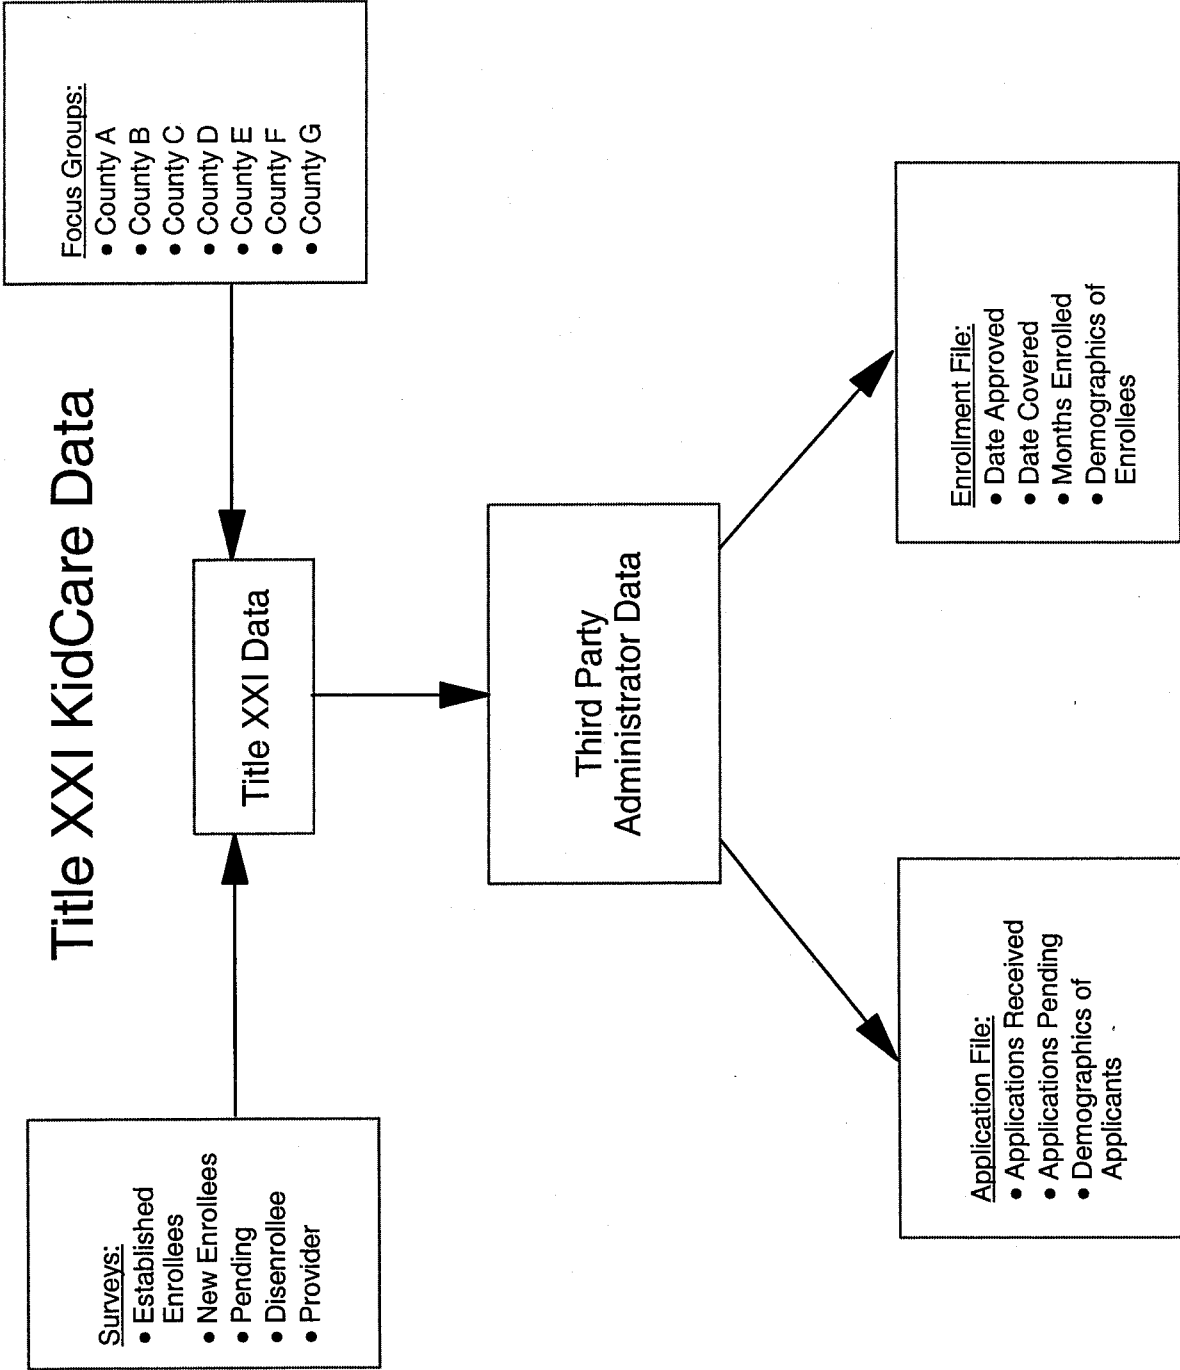 Title XXI KidCare Data
Surveys:
• Established
Enrollees
• New Enrollees
• Pending
• Disenrollee
• Provider
Title XXI Data
Focus Groups:
• County A
• County B
• County C
• County D
• County E
• County F
• County G
Third Party
Administrator Data
Application File:
• Applications Received
• Applications Pending
• Demographics of
Applicants
Enrollment File:
• Date Approved
• Date Covered
• Months Enrolled
• Demographics of
Enrollees